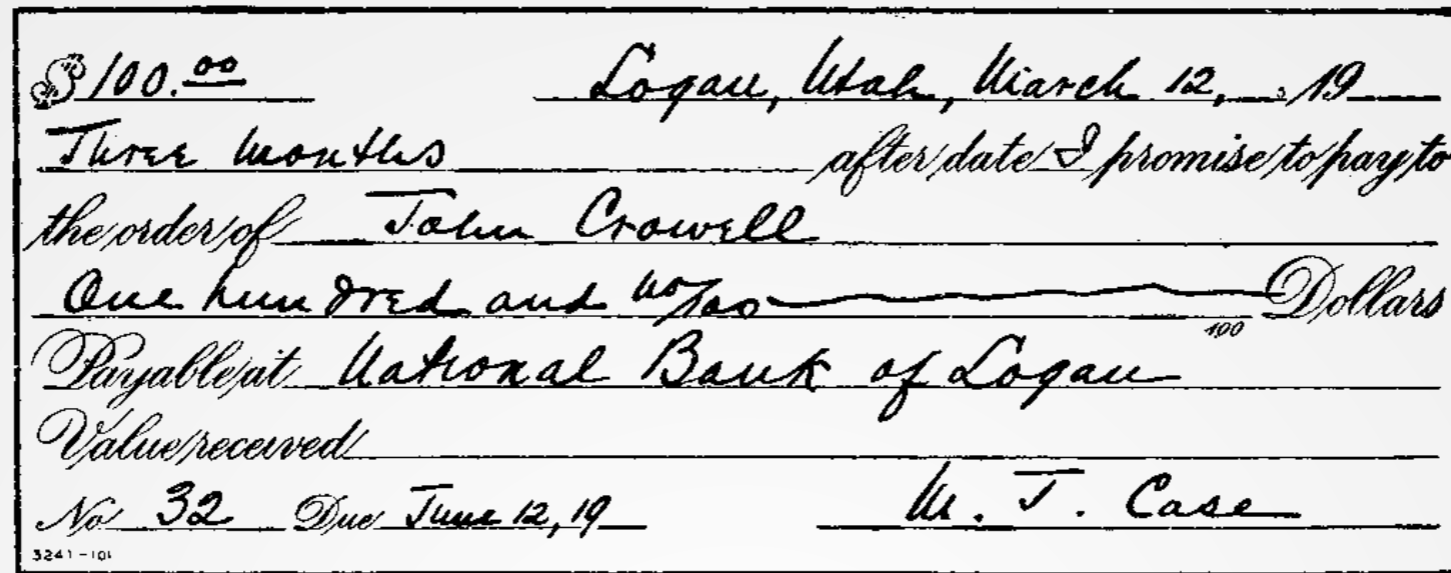 $100.00 Logan, Utah, March 12, 19
Three months after date I promise to pay to
the order of John Crowell
One hundred and no/100 Dollars
100
Payable at National Bank of Logan
Value received
No 32 Due June 12, 19 M. T. Case
3241-101